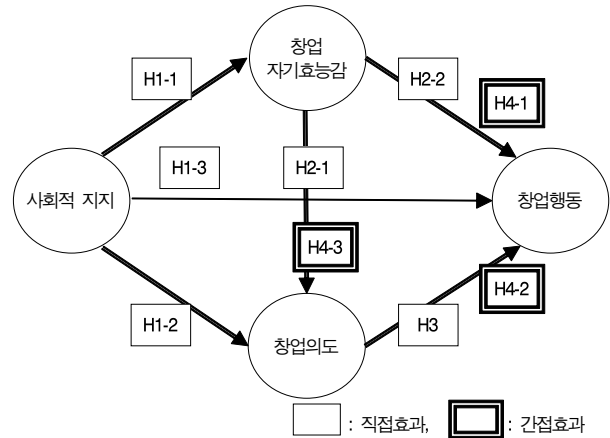 창업
자기효능감
H1-1
H2-2
H4-1
H1-3
H2-1
사회적 지지
창업행동
H4-3
H4-2
H1-2
창업의도
H3
: 직접효과,
: 간접효과